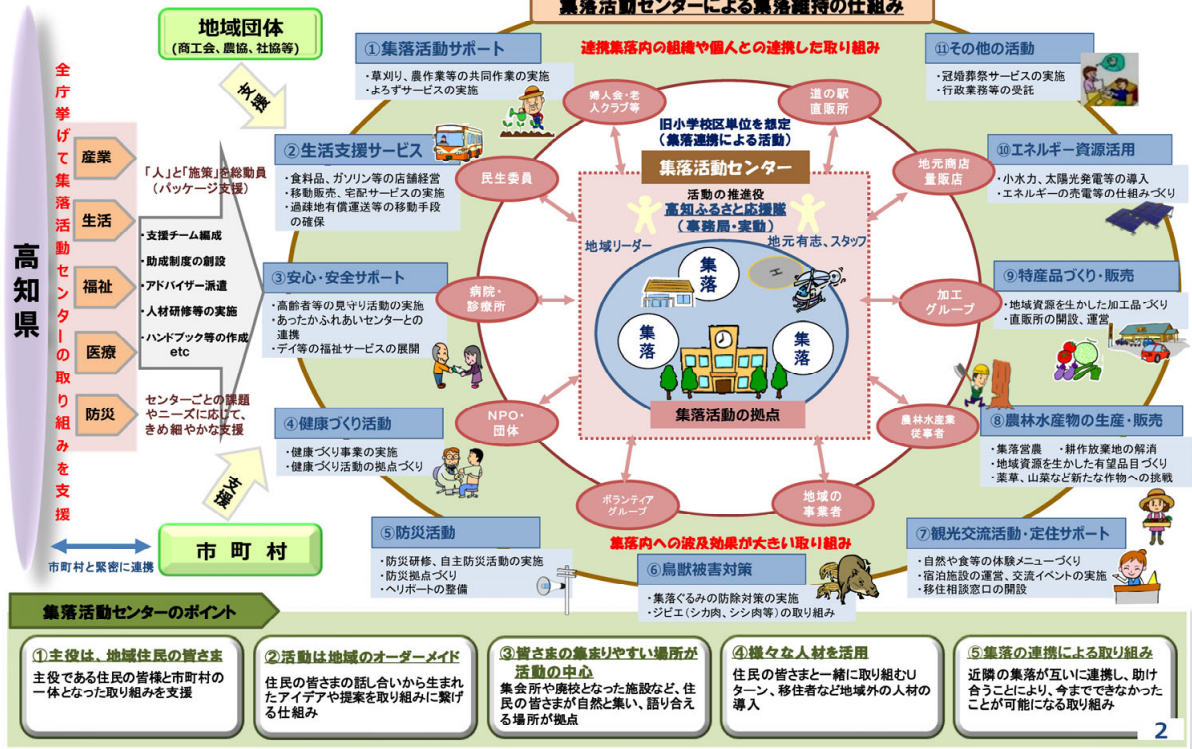 集落活動センターによる集落維持の仕組み
高知県
全庁挙げて集落活動センターの取り組みを支援
産業
生活
福祉
医療
防災
市町村と緊密に連携
地域団体
(商工会、農協、社協等)
支援
「人」と「施策」を総動員
(パッケージ支援)
・支援チーム編成
・助成制度の創設
・アドバイザー派遣
・人材研修等の実施
・ハンドブック等の作成
etc
センターごとの課題
やニーズに応じて、
きめ細やかな支援
支援
市町村
連携集落内の組織や個人との連携した取り組み
①集落活動サポート
・草刈り、農作業等の共同作業の実施
・よろずサービスの実施
②生活支援サービス
・食料品、ガソリン等の店舗経営
・移動販売、宅配サービスの実施
・過疎地有償運送等の移動手段
の確保
③安心・安全サポート
・高齢者等の見守り活動の実施
・あったかふれあいセンターとの
連携
・デイ等の福祉サービスの展開
④健康づくり活動
・健康づくり事業の実施
・健康づくり活動の拠点づくり
⑤防災活動
・防災研修、自主防災活動の実施
・防災拠点づくり
・ヘリポートの整備
⑥鳥獣被害対策
・集落ぐるみの防除対策の実施
・ジビエ(シカ肉、シシ肉等)の取り組み
⑦観光交流活動・定住サポート
・自然や食等の体験メニューづくり
・宿泊施設の運営、交流イベントの実施
・移住相談窓口の開設
⑧農林水産物の生産・販売
・集落営農 ・耕作放棄地の解消
・地域資源を生かした有望品目づくり
・薬草、山菜など新たな作物への挑戦
⑨特産品づくり・販売
・地域資源を生かした加工品づくり
・直販所の開設、運営
⑩エネルギー資源活用
・小水力、太陽光発電等の導入
・エネルギーの売電等の仕組みづくり
⑪その他の活動
・冠婚葬祭サービスの実施
・行政業務等の受託
婦人会・老
人クラブ等
道の駅
直販所
民生委員
地元商店
量販店
病院・
診療所
加工
グループ
NPO・
団体
農林水産業
従事者
ボランティア
グループ
地域の
事業者
旧小学校区単位を想定
(集落連携による活動)
集落活動センター
活動の推進役
高知ふるさと応援隊
(事務局・実動)
地域リーダー
地元有志、スタッフ
集落
H
集落
集落
集落活動の拠点
集落内への波及効果が大きい取り組み
集落活動センターのポイント
①主役は、地域住民の皆さま
主役である住民の皆様と市町村の
一体となった取り組みを支援
②活動は地域のオーダーメイド
住民の皆さまの話し合いから生まれ
たアイデアや提案を取り組みに繋げ
る仕組み
③皆さまの集まりやすい場所が
活動の中心
集会所や廃校となった施設など、住
民の皆さまが自然と集い、語り合え
る場所が拠点
④様々な人材を活用
住民の皆さまと一緒に取り組むU
ターン、移住者など地域外の人材の
導入
⑤集落の連携による取り組み
近隣の集落が互いに連携し、助け
合うことにより、今までできなかった
ことが可能になる取り組み
2